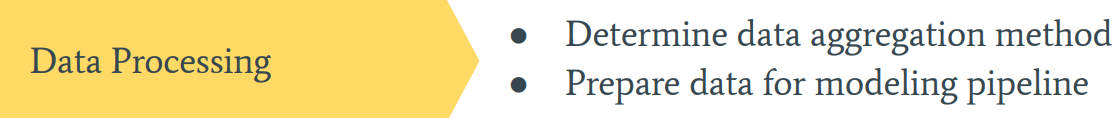 Data Processing
● Determine data aggregation method
● Prepare data for modeling pipeline